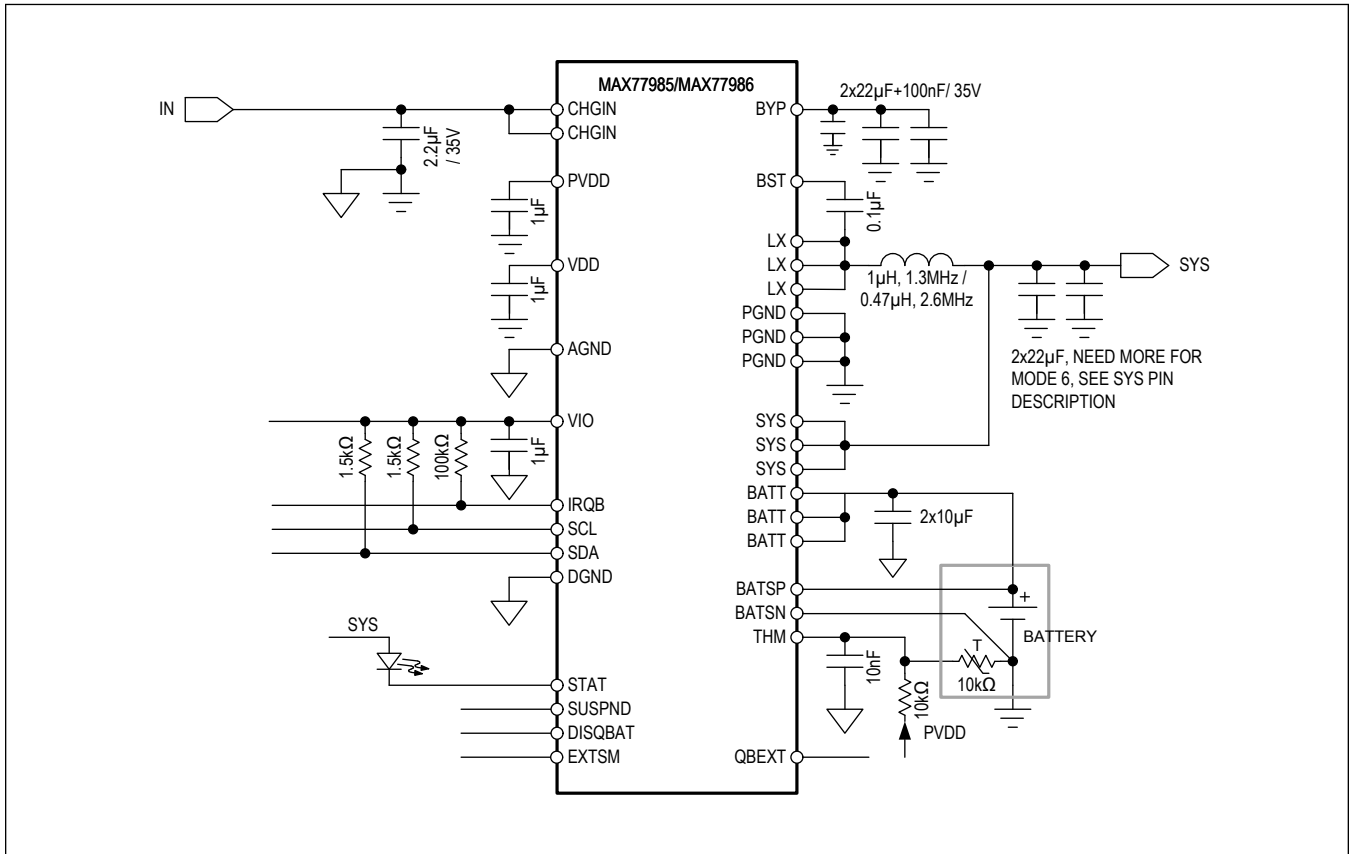 MAX77985/MAX77986
IN
CHGIN
CHGIN
2.2µF
/ 35V
PVDD
1µF
VDD
1µF
AGND
VIO
1.5kΩ
1.5kΩ
100kΩ
1µF
IRQB
SCL
SDA
DGND
SYS
STAT
SUSPND
DISQBAT
EXTSM
BYP
2x22µF+100nF/ 35V
BST
0.1µF
LX
LX
LX
1µH, 1.3MHz /
0.47µH, 2.6MHz
SYS
PGND
PGND
PGND
2x22µF, NEED MORE FOR
MODE 6, SEE SYS PIN
DESCRIPTION
SYS
SYS
SYS
BATT
BATT
BATT
2x10µF
BATSP
BATSN
THM
+
BATTERY
T
10kΩ
10nF
10kΩ
PVDD
QBEXT